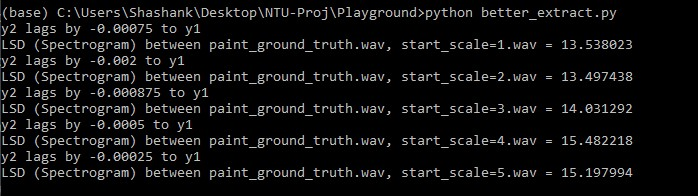 (base) C:\Users\Shashank\Desktop\NTU-Proj\Playground>python better_extract.py
y2 lags by -0.00075 to y1
LSD (Spectrogram) between paint_ground_truth.wav, start_scale=1.wav = 13.538023
y2 lags by -0.002 to y1
LSD (Spectrogram) between paint_ground_truth.wav, start_scale=2.wav = 13.497438
y2 lags by -0.000875 to y1
LSD (Spectrogram) between paint_ground_truth.wav, start_scale=3.wav = 14.031292
y2 lags by -0.0005 to y1
LSD (Spectrogram) between paint_ground_truth.wav, start_scale=4.wav = 15.482218
y2 lags by -0.00025 to y1
LSD (Spectrogram) between paint_ground_truth.wav, start_scale=5.wav = 15.197994